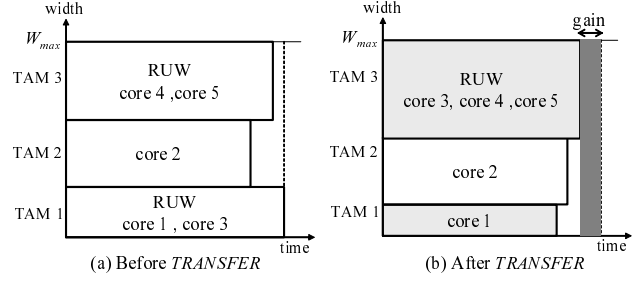 width
W_max
TAM 3
RUW
core 4 ,core 5
TAM 2
core 2
TAM 1
RUW
core 1 , core 3
time
(a) Before TRANSFER
width
gain
W_max
TAM 3
RUW
core 3, core 4 ,core 5
TAM 2
core 2
TAM 1
core 1
time
(b) After TRANSFER